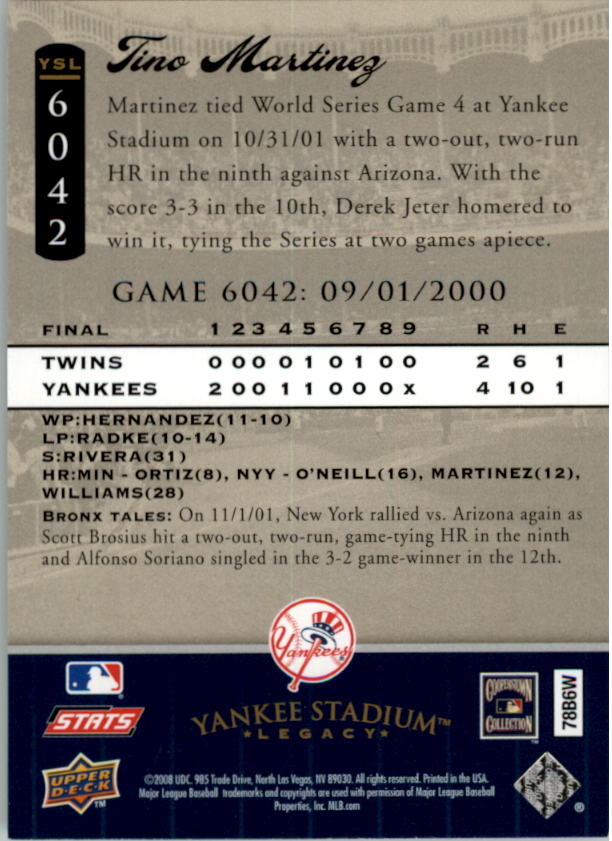 YSL
6042
Tino Martinez
Martinez tied World Series Game 4 at Yankee
Stadium on 10/31/01 with a two-out, two-run
HR in the ninth against Arizona. With the
score 3-3 in the 10th, Derek Jeter homered to
win it, tying the Series at two games apiece.
GAME 6042: 09/01/2000
FINAL 1 2 3 4 5 6 7 8 9 R H E
TWINS 0 0 0 0 1 0 1 0 0 2 6 1
YANKEES 2 0 0 1 1 0 0 0 X 4 10 1
WP:HERNANDEZ(11-10)
LP:RADKE(10-14)
S:RIVERA(31)
HR:MIN - ORTIZ(8), NYY - O'NEILL(16), MARTINEZ(12),
WILLIAMS(28)
BRONX TALES: On 11/1/01, New York rallied vs. Arizona again as
Scott Brosius hit a two-out, two-run, game-tying HR in the ninth
and Alfonso Soriano singled in the 3-2 game-winner in the 12th.
Yankees
STATS
YANKEE STADIUM™
LEGACY
COOPERSTOWN
COLLECTION
™
78B6W
UPPER
DECK
™
©2008 UDC. 985 Trade Drive, North Las Vegas, NV 89030. All rights reserved. Printed in the USA.
Major League Baseball trademarks and copyrights are used with permission of Major League Baseball
Properties, Inc. MLB.com
®